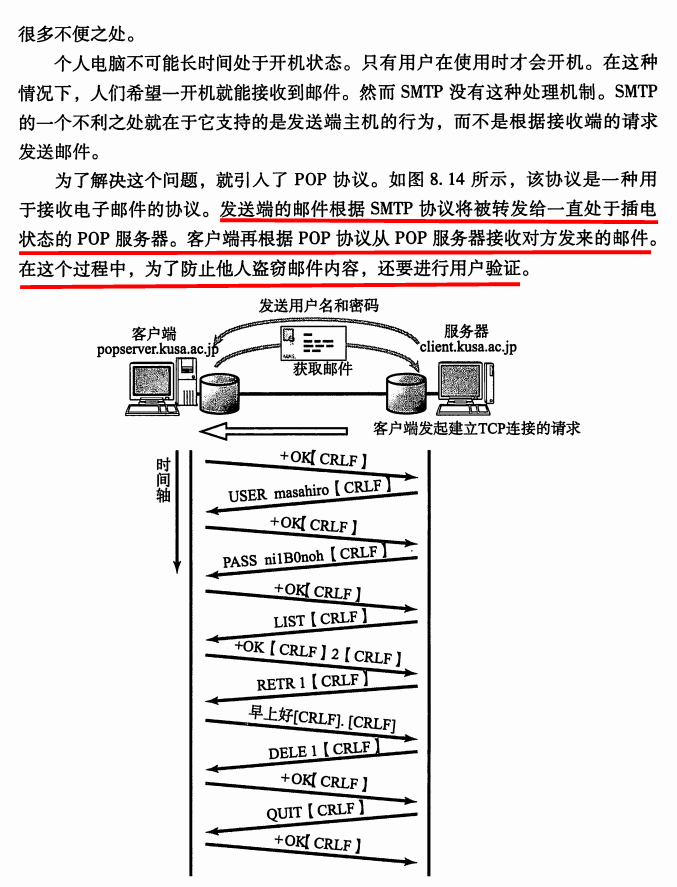 很多不便之处。
个人电脑不可能长时间处于开机状态。只有用户在使用时才会开机。在这种
情况下，人们希望一开机就能接收到邮件。然而 SMTP 没有这种处理机制。SMTP
的一个不利之处就在于它支持的是发送端主机的行为，而不是根据接收端的请求
发送邮件。
为了解决这个问题，就引人了 POP 协议。如图 8.14 所示，该协议是一种用
于接收电子邮件的协议。发送端的邮件根据 SMTP 协议将被转发给一直处于插电
状态的 POP 服务器。客户端再根据 POP 协议从 POP 服务器接收对方发来的邮件。
在这个过程中，为了防止他人盗窃邮件内容，还要进行用户验证。
发送用户名和密码
客户端
popserver.kusa.ac.jp
服务器
client.kusa.ac.jp
获取邮件
客户端发起建立TCP连接的请求
时间轴
+OK【CRLF】
USER masahiro【CRLF】
+OK【CRLF】
PASS ni1B0noh【CRLF】
+OK【CRLF】
LIST【CRLF】
+OK【CRLF】2【CRLF】
RETR 1【CRLF】
早上好[CRLF]. [CRLF]
DELE 1【CRLF】
+OK【CRLF】
QUIT【CRLF】
+OK【CRLF】